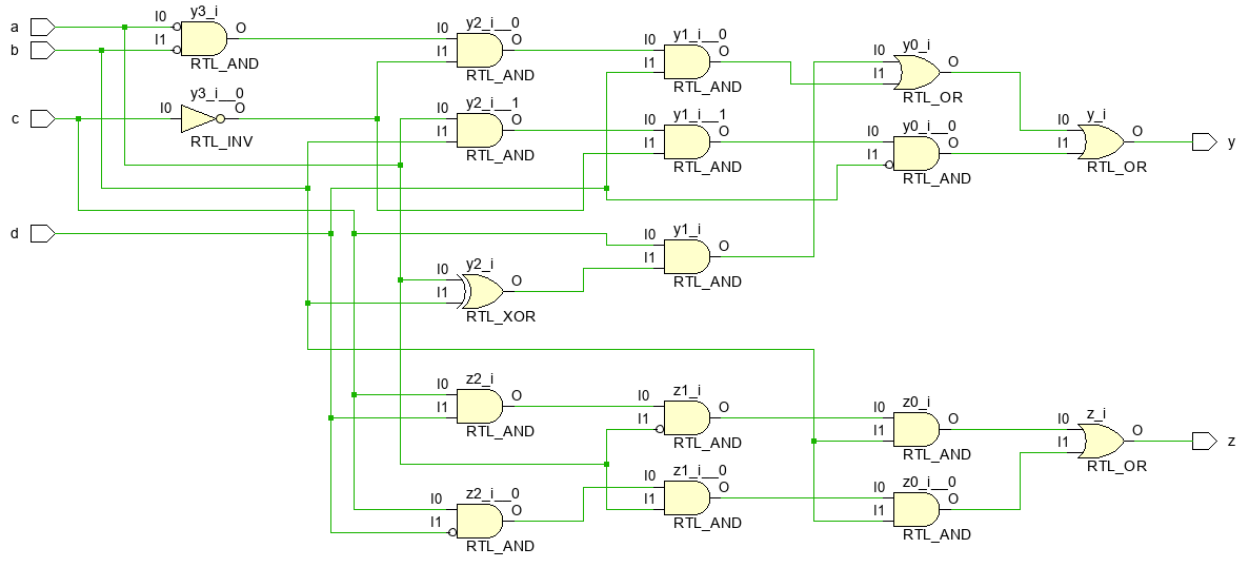 a
b
c
d
I0
I1
y3_i
O
RTL_AND
I0
y3_i__0
O
RTL_INV
I0
I1
y2_i__0
O
RTL_AND
I0
I1
y2_i__1
O
RTL_AND
I0
I1
y2_i
O
RTL_XOR
I0
I1
z2_i
O
RTL_AND
I0
I1
z2_i__0
O
RTL_AND
I0
I1
y1_i__0
O
RTL_AND
I0
I1
y1_i__1
O
RTL_AND
I0
I1
y1_i
O
RTL_AND
I0
I1
z1_i
O
RTL_AND
I0
I1
z1_i__0
O
RTL_AND
I0
I1
y0_i
O
RTL_OR
I0
I1
y0_i__0
O
RTL_AND
I0
I1
z0_i
O
RTL_AND
I0
I1
z0_i__0
O
RTL_AND
I0
I1
y_i
O
RTL_OR
I0
I1
z_i
O
RTL_OR
y
z